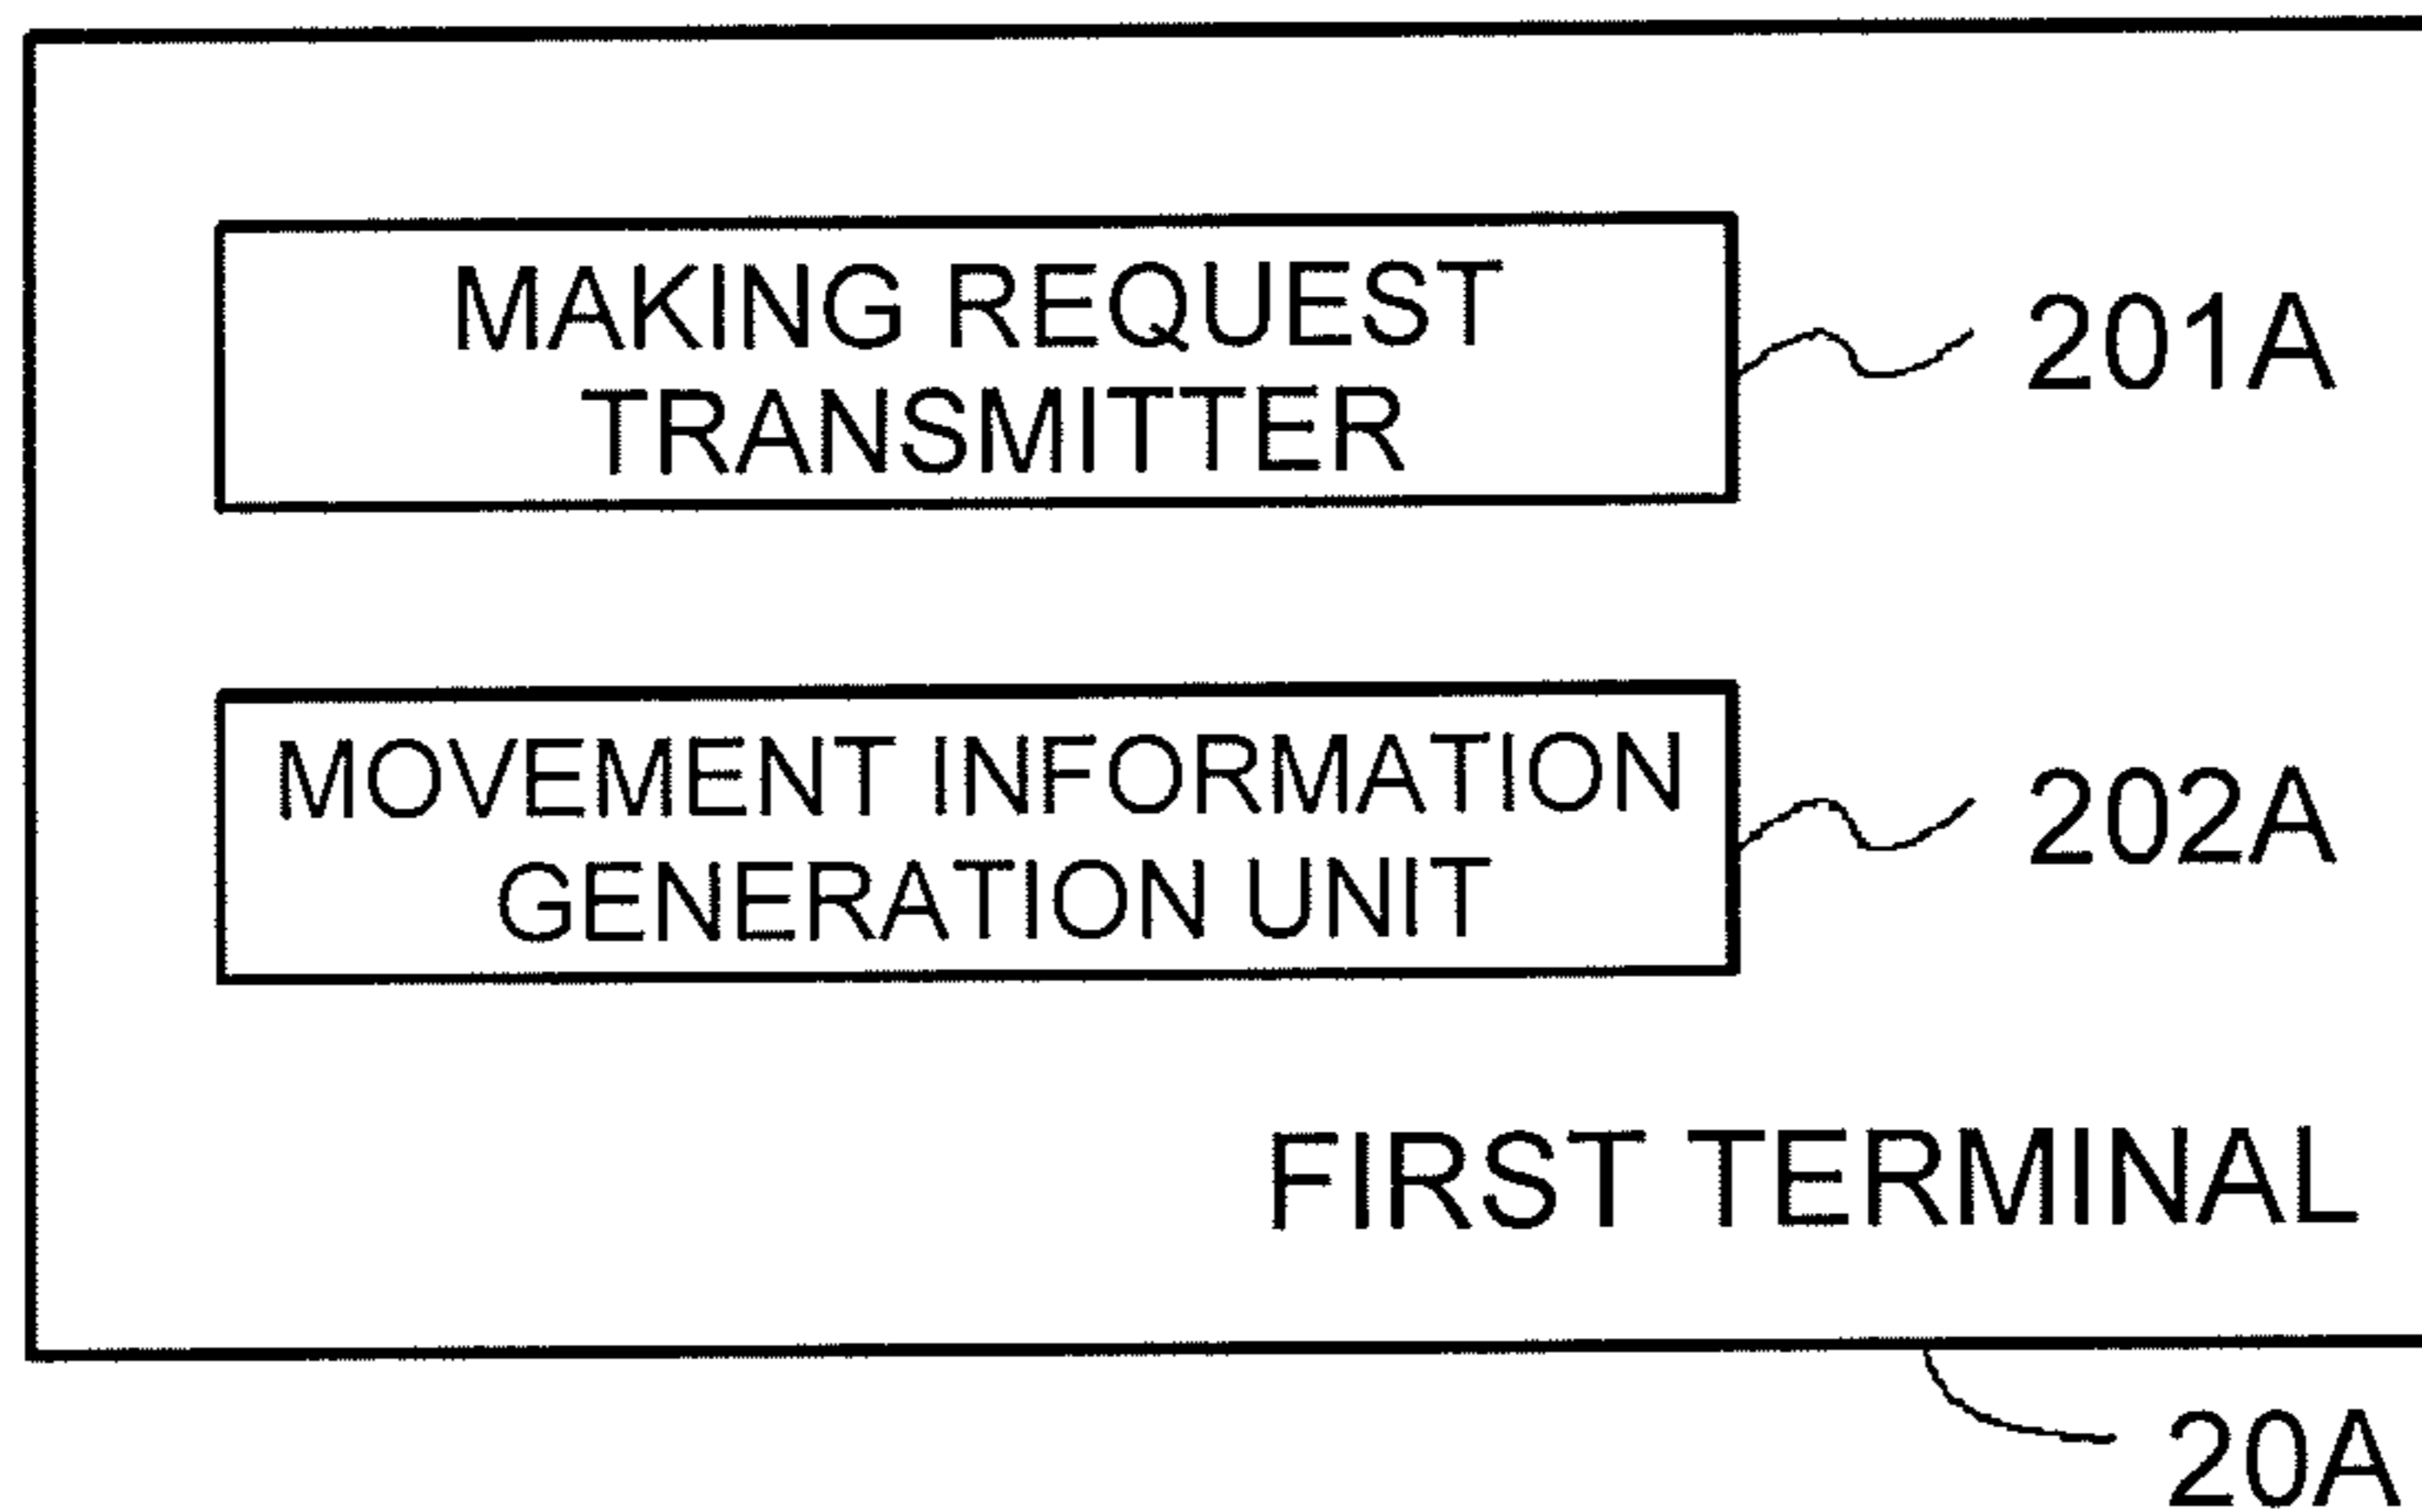 MAKING REQUEST
TRANSMITTER
201A
MOVEMENT INFORMATION
GENERATION UNIT
202A
FIRST TERMINAL
20A